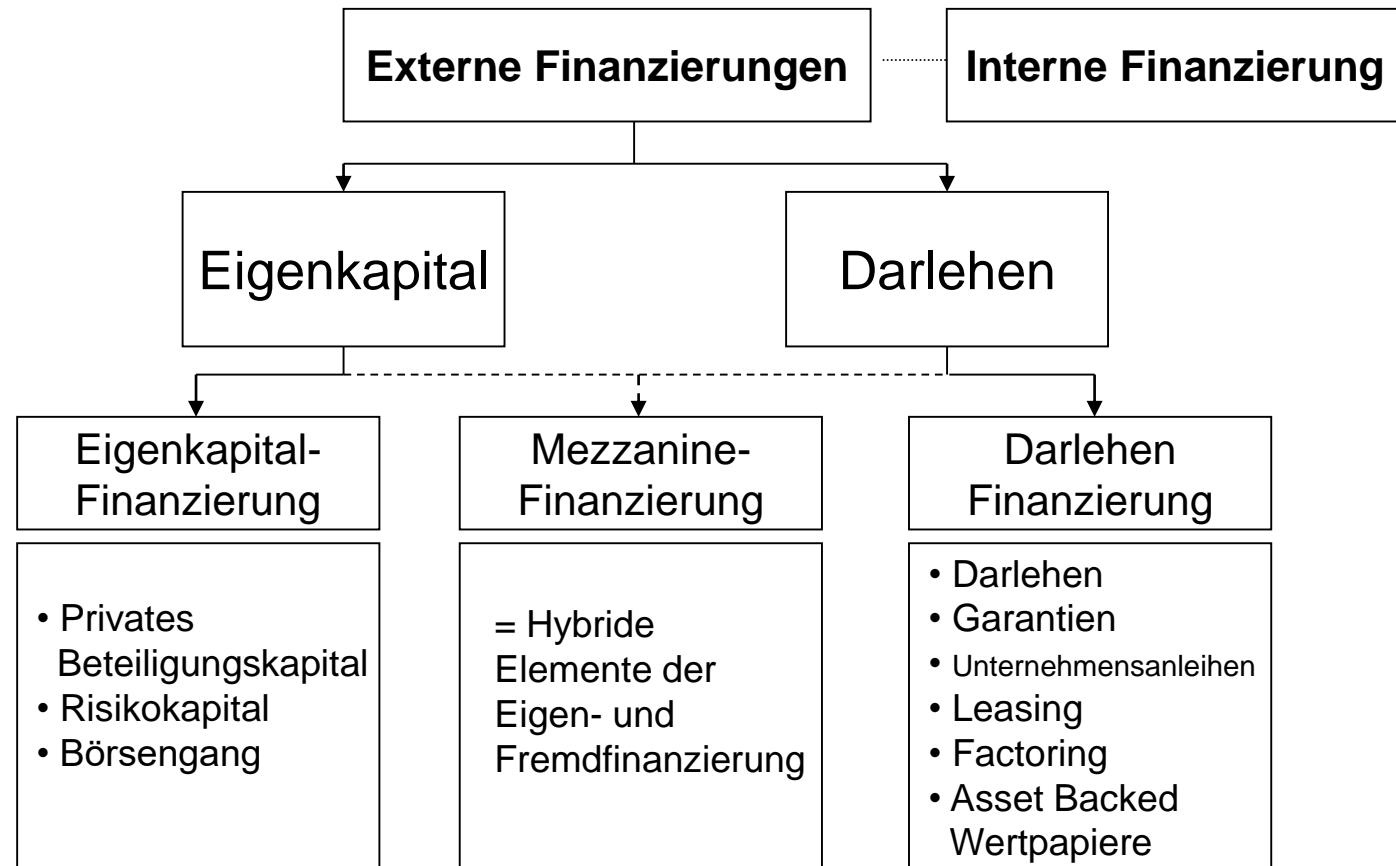 Externe Finanzierungen
Interne Finanzierung
Eigenkapital
Darlehen
Eigenkapital-
Finanzierung
Mezzanine-
Finanzierung
Darlehen
Finanzierung
• Privates
Beteiligungskapital
• Risikokapital
• Börsengang
= Hybride
Elemente der
Eigen- und
Fremdfinanzierung
• Darlehen
• Garantien
• Unternehmensanleihen
• Leasing
• Factoring
• Asset Backed
Wertpapiere